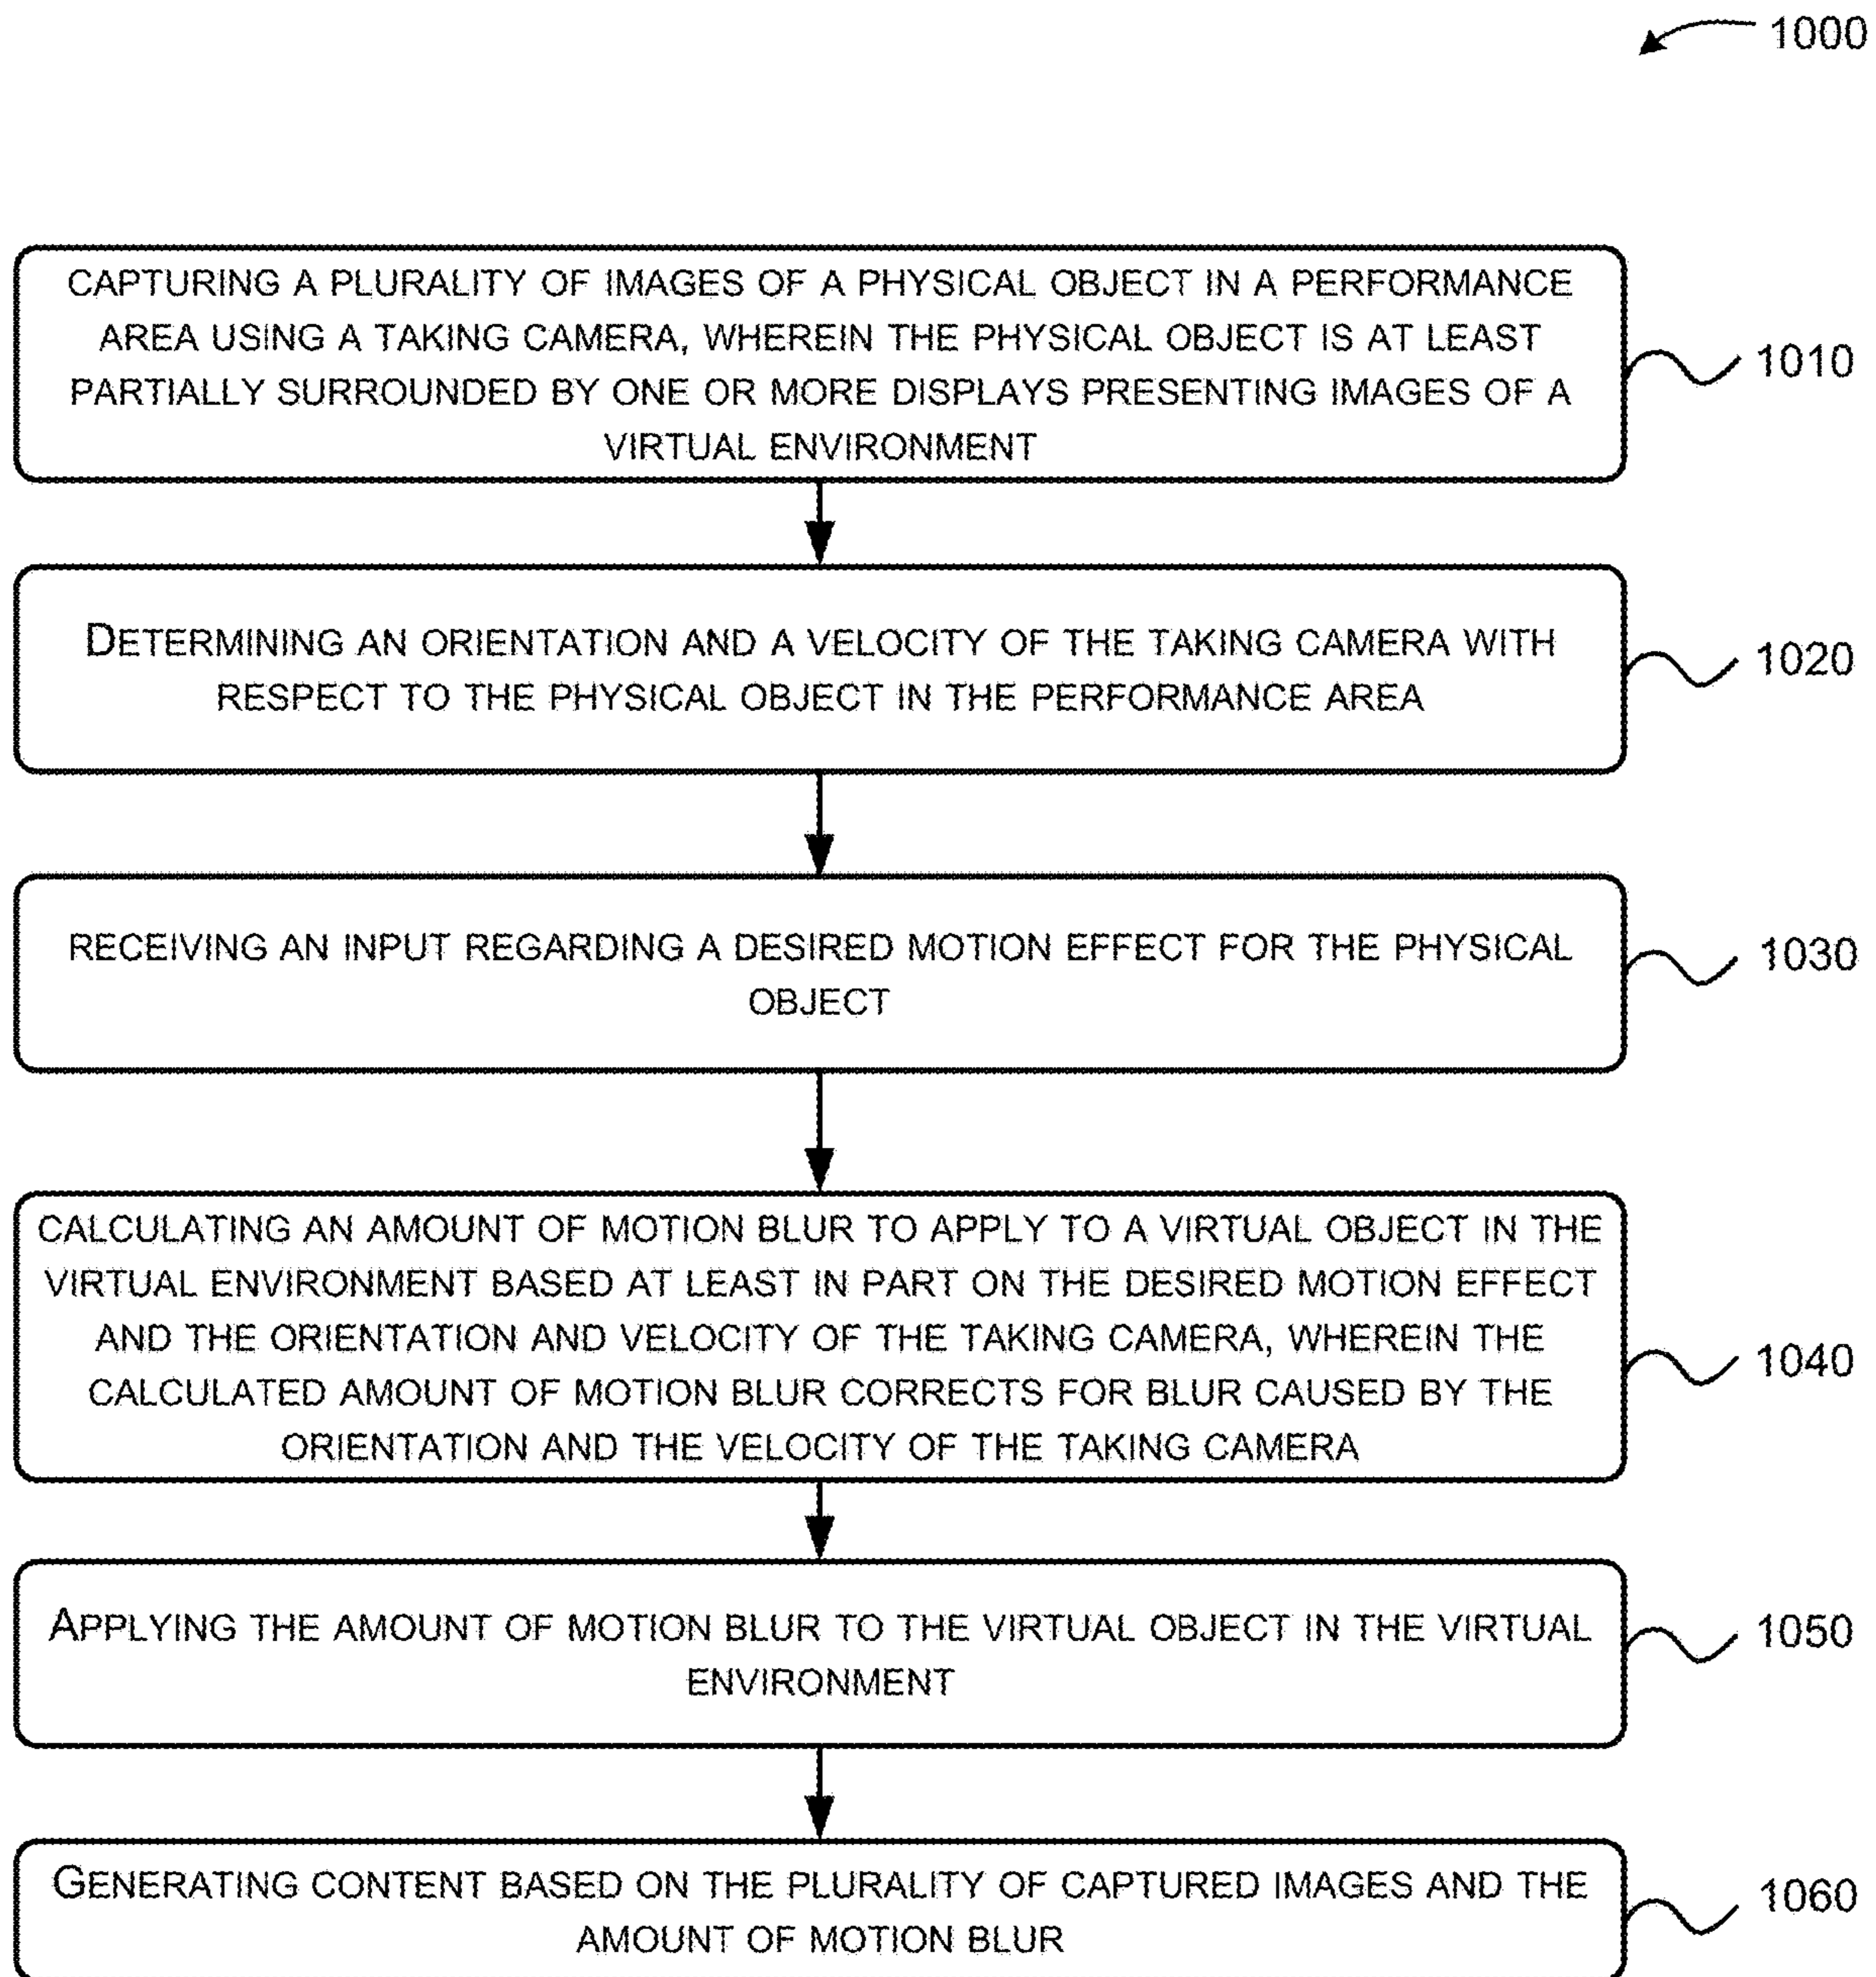 1000
CAPTURING A PLURALITY OF IMAGES OF A PHYSICAL OBJECT IN A PERFORMANCE
AREA USING A TAKING CAMERA, WHEREIN THE PHYSICAL OBJECT IS AT LEAST
PARTIALLY SURROUNDED BY ONE OR MORE DISPLAYS PRESENTING IMAGES OF A
VIRTUAL ENVIRONMENT
1010
DETERMINING AN ORIENTATION AND A VELOCITY OF THE TAKING CAMERA WITH
RESPECT TO THE PHYSICAL OBJECT IN THE PERFORMANCE AREA
1020
RECEIVING AN INPUT REGARDING A DESIRED MOTION EFFECT FOR THE PHYSICAL
OBJECT
1030
CALCULATING AN AMOUNT OF MOTION BLUR TO APPLY TO A VIRTUAL OBJECT IN THE
VIRTUAL ENVIRONMENT BASED AT LEAST IN PART ON THE DESIRED MOTION EFFECT
AND THE ORIENTATION AND VELOCITY OF THE TAKING CAMERA, WHEREIN THE
CALCULATED AMOUNT OF MOTION BLUR CORRECTS FOR BLUR CAUSED BY THE
ORIENTATION AND THE VELOCITY OF THE TAKING CAMERA
1040
APPLYING THE AMOUNT OF MOTION BLUR TO THE VIRTUAL OBJECT IN THE VIRTUAL
ENVIRONMENT
1050
GENERATING CONTENT BASED ON THE PLURALITY OF CAPTURED IMAGES AND THE
AMOUNT OF MOTION BLUR
1060